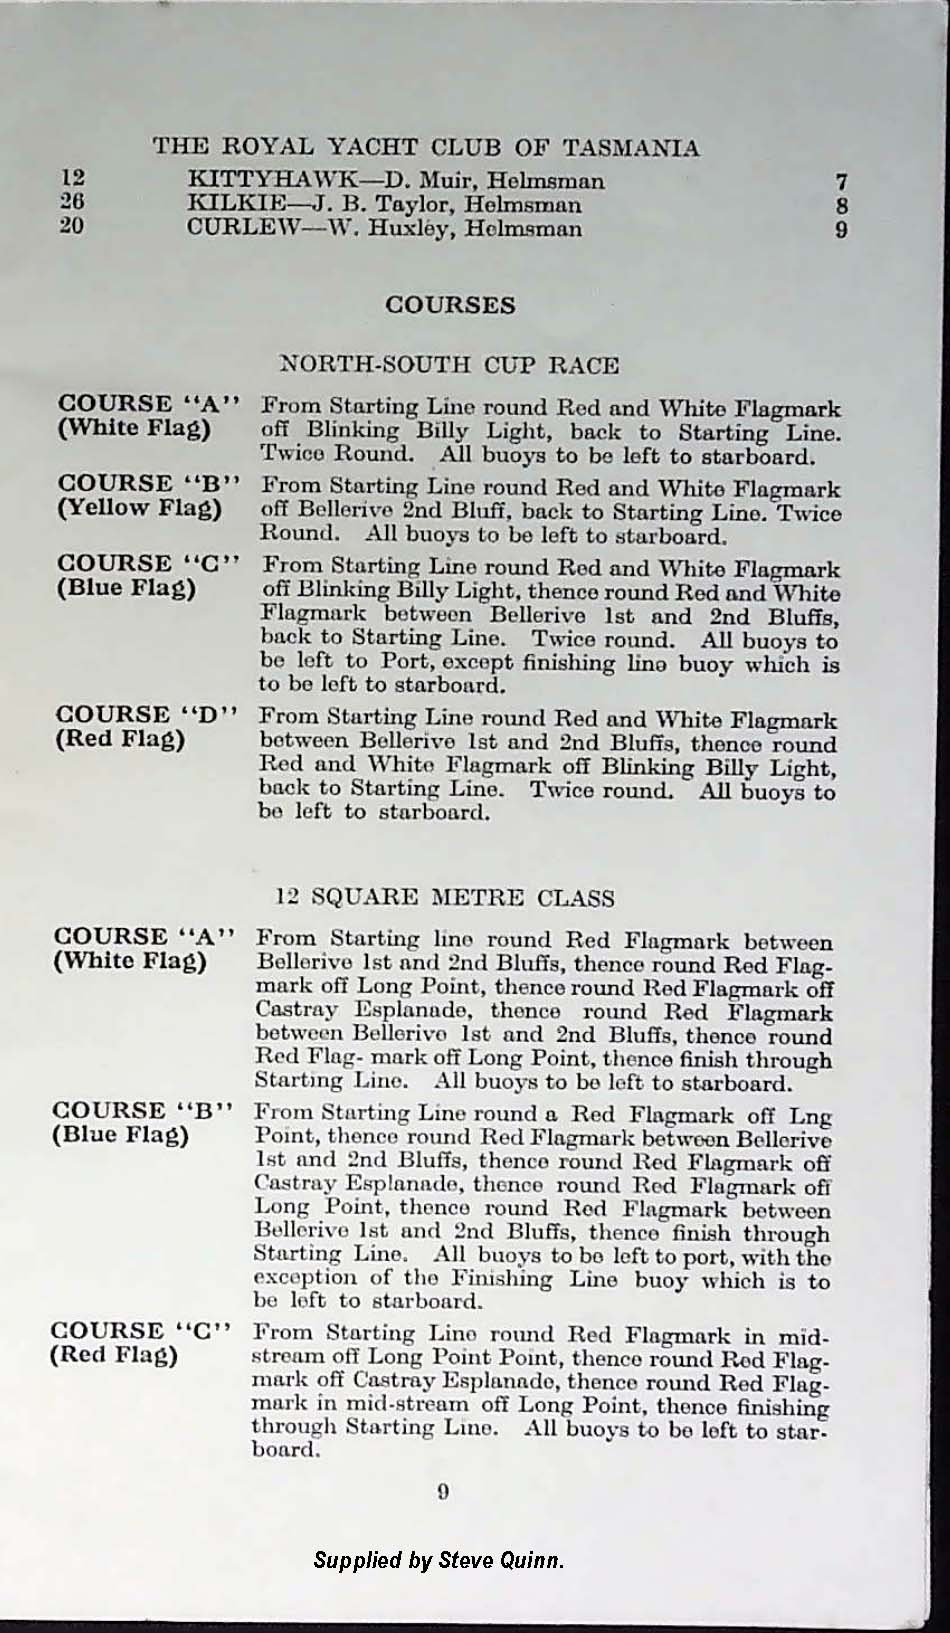 THE ROYAL YACHT CLUB OF TASMANIA
12 KITTYHAWK—D. Muir, Helmsman 7
26 KILKIE—J. B. Taylor, Helmsman 8
20 CURLEW—W. Huxley, Helmsman 9
COURSES
NORTH-SOUTH CUP RACE
COURSE "A" From Starting Line round Red and White Flagmark
(White Flag) off Blinking Billy Light, back to Starting Line.
Twice Round. All buoys to be left to starboard.
COURSE "B" From Starting Line round Red and White Flagmark
(Yellow Flag) off Bellerive 2nd Bluff, back to Starting Line. Twice
Round. All buoys to be left to starboard.
COURSE "C" From Starting Line round Red and White Flagmark
(Blue Flag) off Blinking Billy Light, thence round Red and White
Flagmark between Bellerive 1st and 2nd Bluffs,
back to Starting Line. Twice round. All buoys to
be left to Port, except finishing line buoy which is
to be left to starboard.
COURSE "D" From Starting Line round Red and White Flagmark
(Red Flag) between Bellerive 1st and 2nd Bluffs, thence round
Red and White Flagmark off Blinking Billy Light,
back to Starting Line. Twice round. All buoys to
be left to starboard.
12 SQUARE METRE CLASS
COURSE "A" From Starting line round Red Flagmark between
(White Flag) Bellerive 1st and 2nd Bluffs, thence round Red Flag-
mark off Long Point, thence round Red Flagmark off
Castray Esplanade, thence round Red Flagmark
between Bellerive 1st and 2nd Bluffs, thence round
Red Flag- mark off Long Point, thence finish through
Starting Line. All buoys to be left to starboard.
COURSE "B" From Starting Line round a Red Flagmark off Lng
(Blue Flag) Point, thence round Red Flagmark between Bellerive
1st and 2nd Bluffs, thence round Red Flagmark off
Castray Esplanade, thence round Red Flagmark off
Long Point, thence round Red Flagmark between
Bellerive 1st and 2nd Bluffs, thence finish through
Starting Line. All buoys to be left to port, with the
exception of the Finishing Line buoy which is to
be left to starboard.
COURSE "C" From Starting Line round Red Flagmark in mid-
(Red Flag) stream off Long Point Point, thence round Red Flag-
mark off Castray Esplanade, thence round Red Flag-
mark in mid-stream off Long Point, thence finishing
through Starting Line. All buoys to be left to star-
board.
9
Supplied by Steve Quinn.